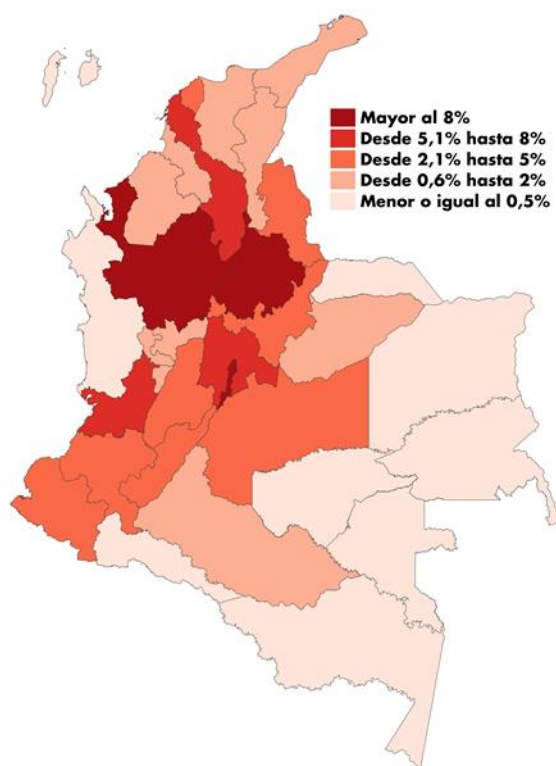 Mayor al 8%
Desde 5,1% hasta 8%
Desde 2,1% hasta 5%
Desde 0,6% hasta 2%
Menor o igual al 0,5%